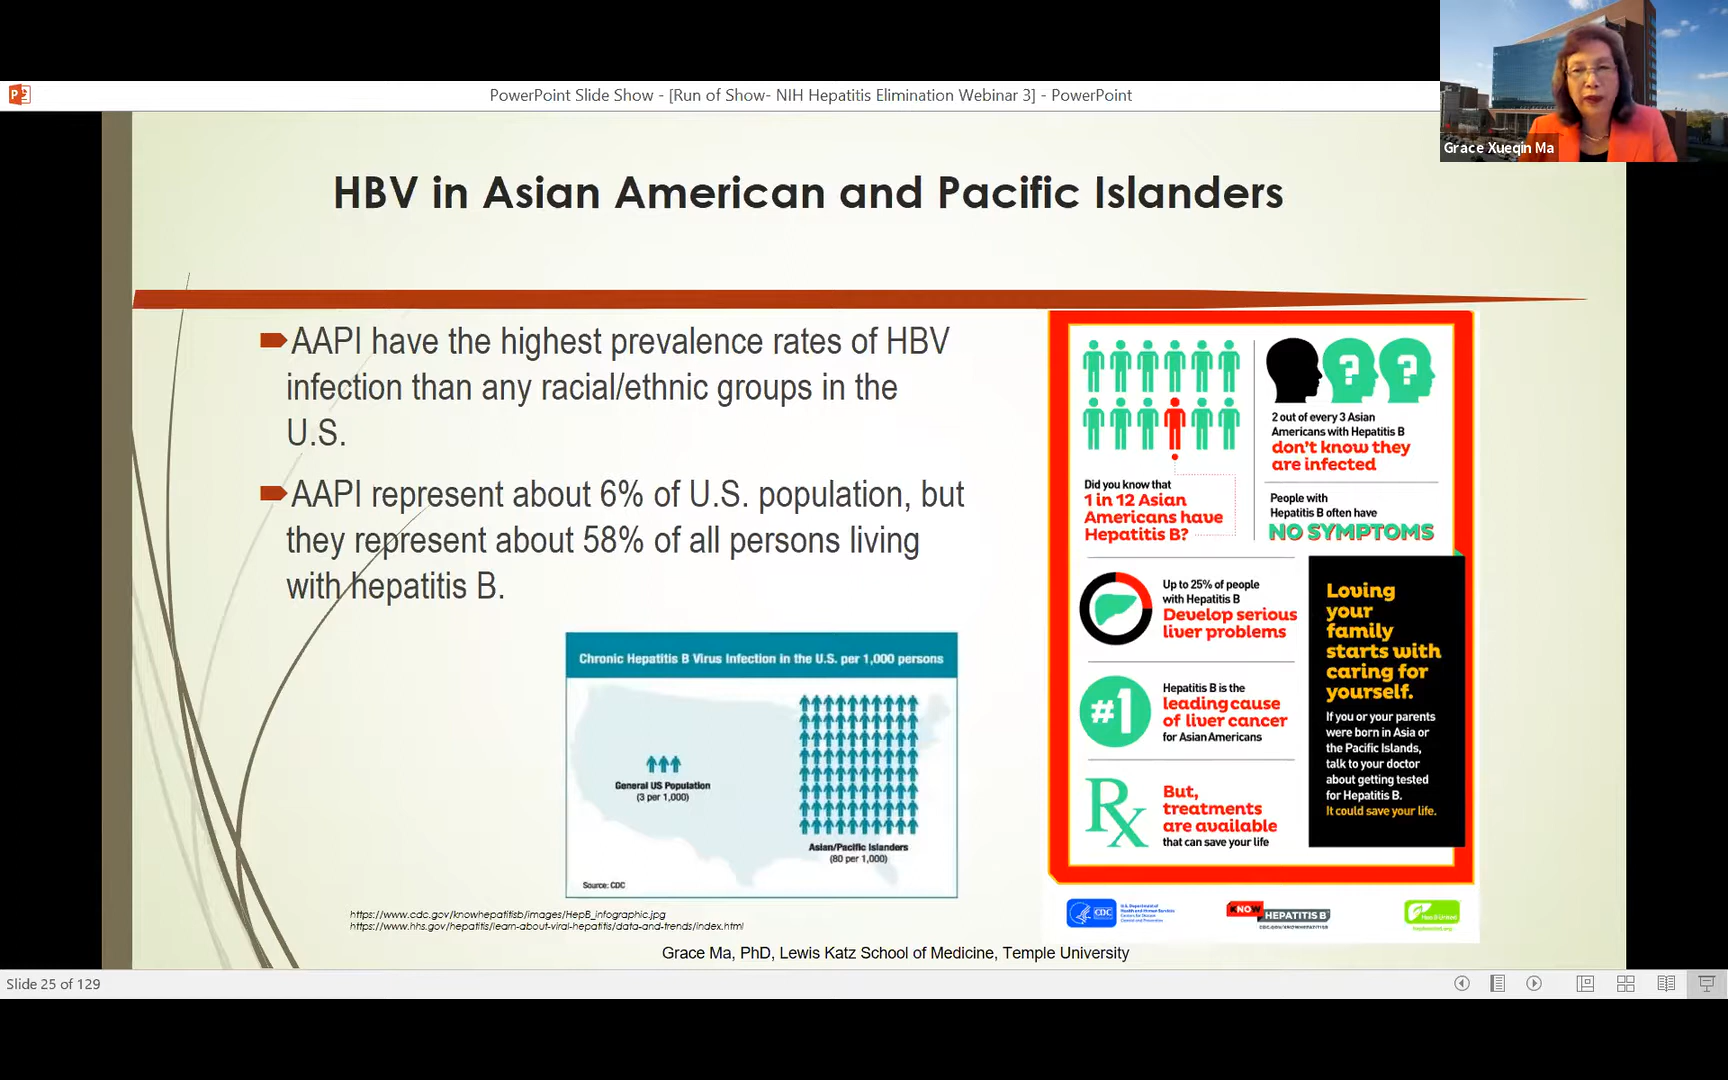 PowerPoint Slide Show - [Run of Show- NIH Hepatitis Elimination Webinar 3] - PowerPoint
Grace Xueqin Ma
HBV in Asian American and Pacific Islanders
AAPI have the highest prevalence rates of HBV
infection than any racial/ethnic groups in the
U.S.
AAPI represent about 6% of U.S. population, but
they represent about 58% of all persons living
with hepatitis B.
Chronic Hepatitis B Virus Infection in the U.S. per 1,000 persons
General US Population
(3 per 1,000)
Asian/Pacific Islanders
(80 per 1,000)
Source: CDC
https://www.cdc.gov/knowhepatitisb/images/HepB_infographic.jpg
https://www.hhs.gov/hepatitis/learn-about-viral-hepatitis/data-and-trends/index.html
Did you know that
1 in 12 Asian
Americans have
Hepatitis B?
? ?
2 out of every 3 Asian
Americans with Hepatitis B
don't know they
are infected
People with
Hepatitis B often have
NO SYMPTOMS
Up to 25% of people
with Hepatitis B
Develop serious
liver problems
#1
Hepatitis B is the
leading cause
of liver cancer
for Asian Americans
Rx
But,
treatments
are available
that can save your life
Loving
your
family
starts with
caring for
yourself.
If you or your parents
were born in Asia or
the Pacific Islands,
talk to your doctor
about getting tested
for Hepatitis B.
It could save your life.
CDC
U.S. Department of
Health and Human Services
Centers for Disease
Control and Prevention
KNOW
HEPATITIS B
CDC.GOV/KNOWHEPATITISB
Hep B United
Grace Ma, PhD, Lewis Katz School of Medicine, Temple University
Slide 25 of 129